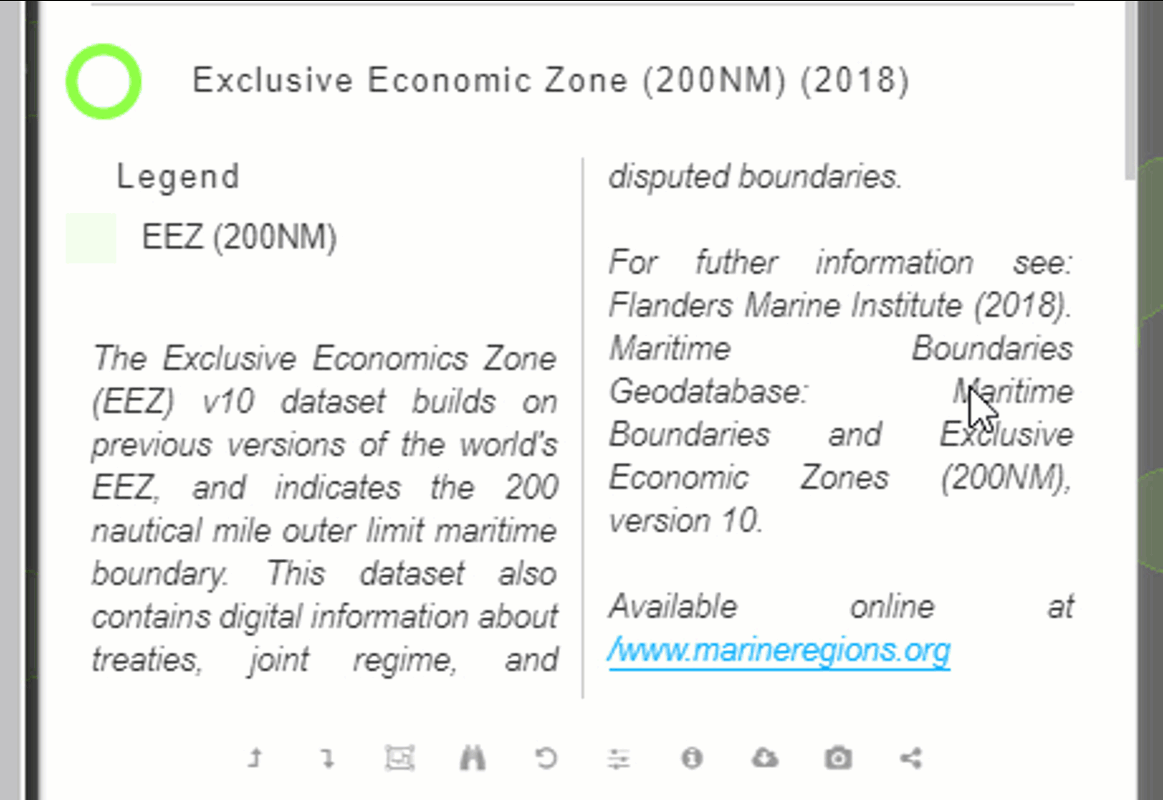 Exclusive Economic Zone (200NM) (2018)
Legend
EEZ (200NM)
The Exclusive Economics Zone
(EEZ) v10 dataset builds on
previous versions of the world's
EEZ, and indicates the 200
nautical mile outer limit maritime
boundary. This dataset also
contains digital information about
treaties, joint regime, and
disputed boundaries.
For futher information see:
Flanders Marine Institute (2018).
Maritime Boundaries
Geodatabase: Maritime
Boundaries and Exclusive
Economic Zones (200NM),
version 10.
Available online at
/www.marineregions.org